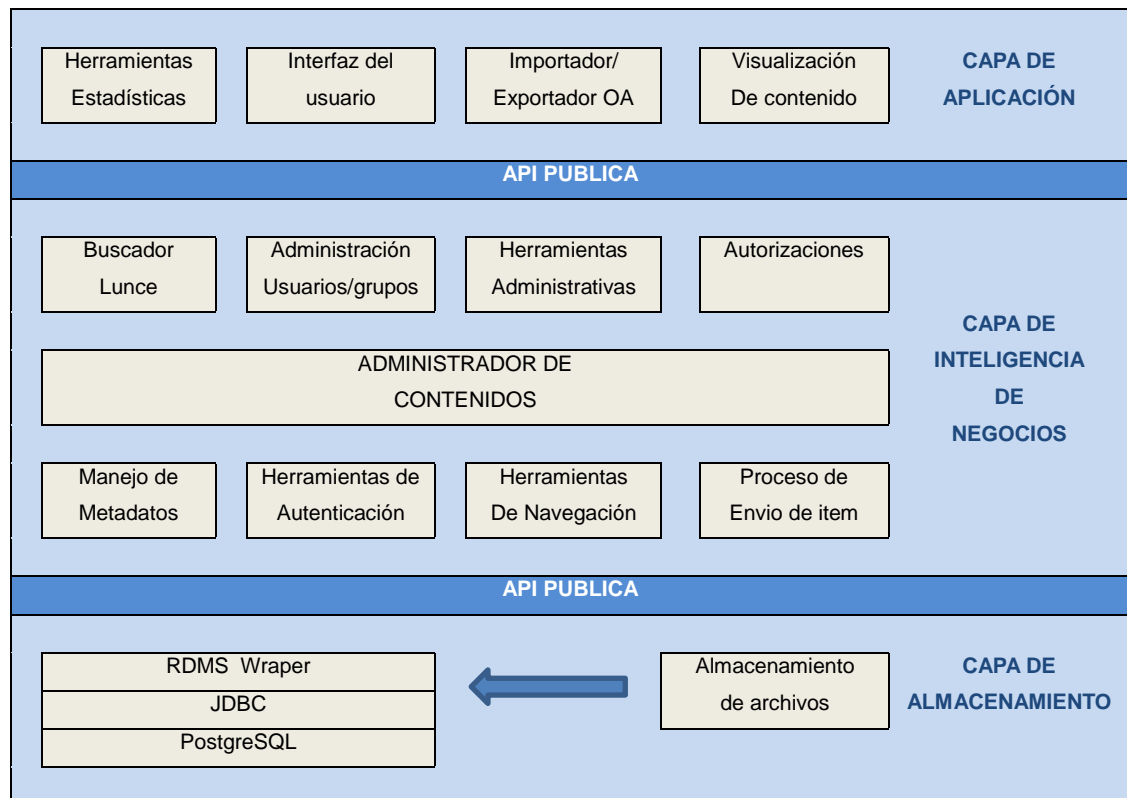 Herramientas
Estadísticas
Interfaz del
usuario
Importador/
Exportador OA
Visualización
De contenido
CAPA DE
APLICACIÓN
API PUBLICA
Buscador
Lunce
Administración
Usuarios/grupos
Herramientas
Administrativas
Autorizaciones
ADMINISTRADOR DE
CONTENIDOS
Manejo de
Metadatos
Herramientas de
Autenticación
Herramientas
De Navegación
Proceso de
Envio de item
CAPA DE
INTELIGENCIA
DE
NEGOCIOS
API PUBLICA
RDMS Wraper
JDBC
PostgreSQL
Almacenamiento
de archivos
CAPA DE
ALMACENAMIENTO